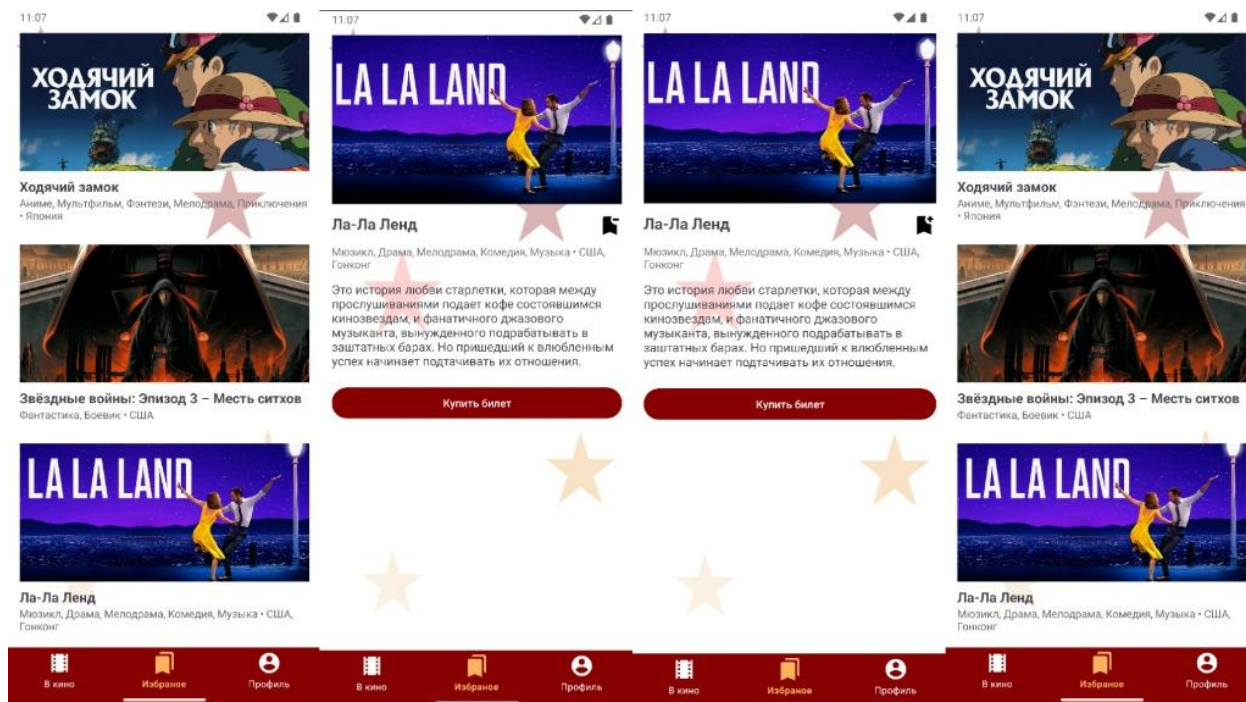 11:07
ХОДЯЧИЙ
ЗАМОК
Ходячий замок
Аниме, Мультфильм, Фэнтези, Мелодрама, Приключения
• Япония
Звёздные войны: Эпизод 3 – Месть ситхов
Фантастика, Боевик • США
LA LA LAND
Ла-Ла Ленд
Мюзикл, Драма, Мелодрама, Комедия, Музыка • США,
Гонконг
В кино
Избраное
Профиль
11:07
LA LA LAND
Ла-Ла Ленд
Мюзикл, Драма, Мелодрама, Комедия, Музыка • США,
Гонконг
Это история любви старлетки, которая между
прослушиваниями подает кофе состоявшимся
кинозвездам, и фанатичного джазового
музыканта, вынужденного подрабатывать в
заштатных барах. Но пришедший к влюбленным
успех начинает подтачивать их отношения.
Купить билет
В кино
Избраное
Профиль
11:07
LA LA LAND
Ла-Ла Ленд
Мюзикл, Драма, Мелодрама, Комедия, Музыка • США,
Гонконг
Это история любви старлетки, которая между
прослушиваниями подает кофе состоявшимся
кинозвездам, и фанатичного джазового
музыканта, вынужденного подрабатывать в
заштатных барах. Но пришедший к влюбленным
успех начинает подтачивать их отношения.
Купить билет
В кино
Избраное
Профиль
11:07
ХОДЯЧИЙ
ЗАМОК
Ходячий замок
Аниме, Мультфильм, Фэнтези, Мелодрама, Приключения
• Япония
Звёздные войны: Эпизод 3 – Месть ситхов
Фантастика, Боевик • США
LA LA LAND
Ла-Ла Ленд
Мюзикл, Драма, Мелодрама, Комедия, Музыка • США,
Гонконг
В кино
Избраное
Профиль